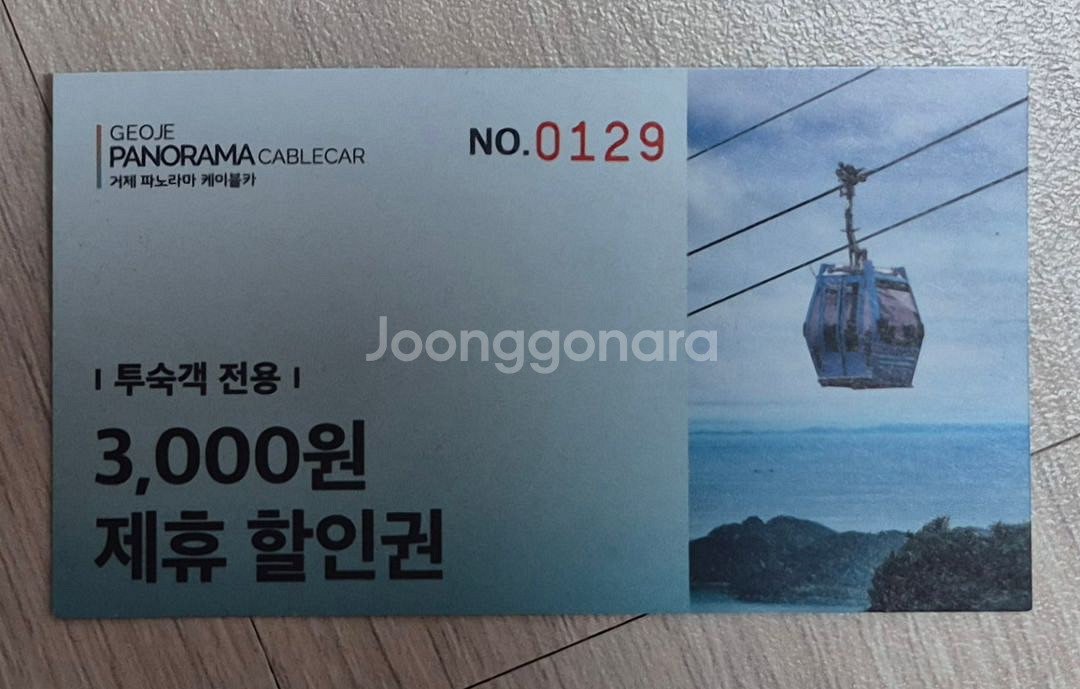 GEOJE
PANORAMA CABLECAR
거제 파노라마 케이블카
NO.0129
Joonggonara
I 투숙객 전용 I
3,000원
제휴 할인권